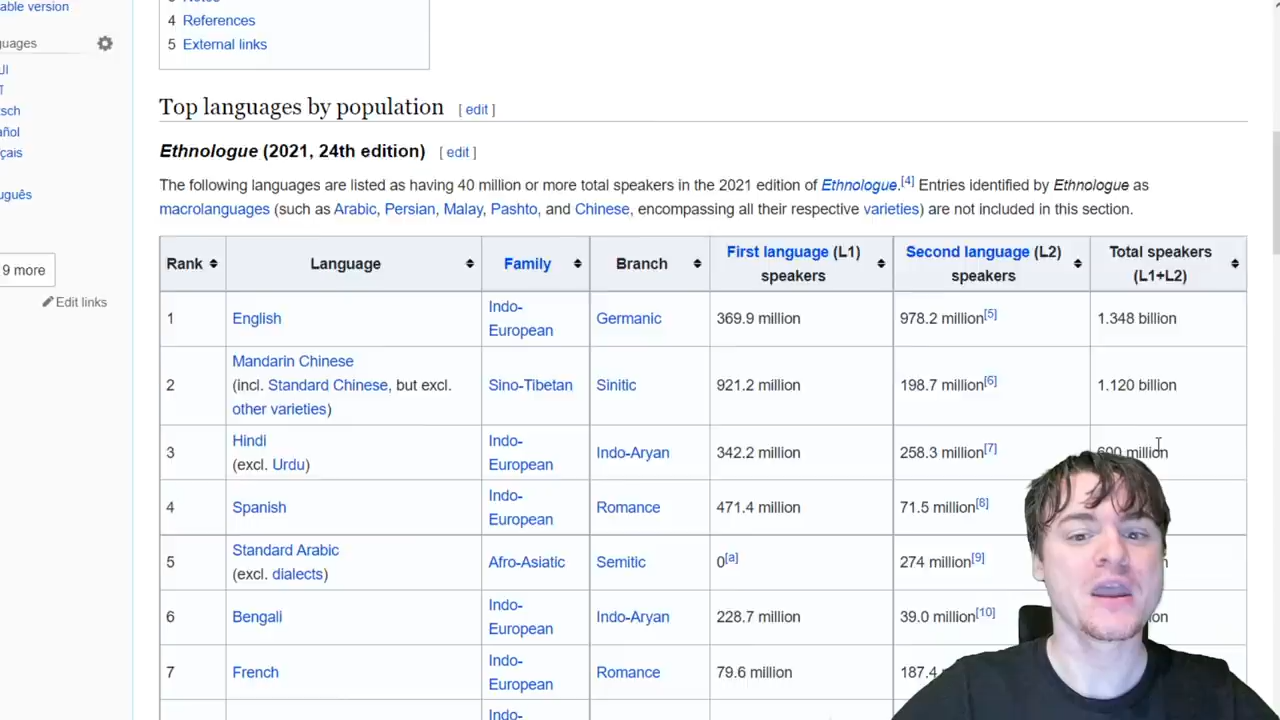 able version
guages
tsch
añol
çais
uguês
9 more
Edit links
4 References
5 External links
Top languages by population [ edit ]
Ethnologue (2021, 24th edition) [ edit ]
The following languages are listed as having 40 million or more total speakers in the 2021 edition of Ethnologue.[4] Entries identified by Ethnologue as
macrolanguages (such as Arabic, Persian, Malay, Pashto, and Chinese, encompassing all their respective varieties) are not included in this section.
Rank Language Family Branch First language (L1) speakers Second language (L2) speakers Total speakers (L1+L2)
1 English Indo-European Germanic 369.9 million 978.2 million[5] 1.348 billion
2 Mandarin Chinese (incl. Standard Chinese, but excl. other varieties) Sino-Tibetan Sinitic 921.2 million 198.7 million[6] 1.120 billion
3 Hindi (excl. Urdu) Indo-European Indo-Aryan 342.2 million 258.3 million[7] 600 million
4 Spanish Indo-European Romance 471.4 million 71.5 million[8]
5 Standard Arabic (excl. dialects) Afro-Asiatic Semitic 0[a] 274 million[9]
6 Bengali Indo-European Indo-Aryan 228.7 million 39.0 million[10]
7 French Indo-European Romance 79.6 million 187.4
Indo-